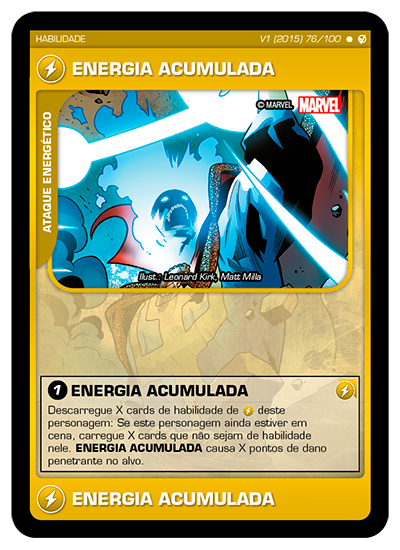 HABILIDADE
V1 (2015) 76/100
ENERGIA ACUMULADA
ATAQUE ENERGÉTICO
© MARVEL MARVEL
Ilust.: Leonard Kirk, Matt Milla
1 ENERGIA ACUMULADA
Descarregue X cards de habilidade de deste
personagem: Se este personagem ainda estiver em
cena, carregue X cards que não sejam de habilidade
nele. ENERGIA ACUMULADA causa X pontos de dano
penetrante no alvo.
ENERGIA ACUMULADA